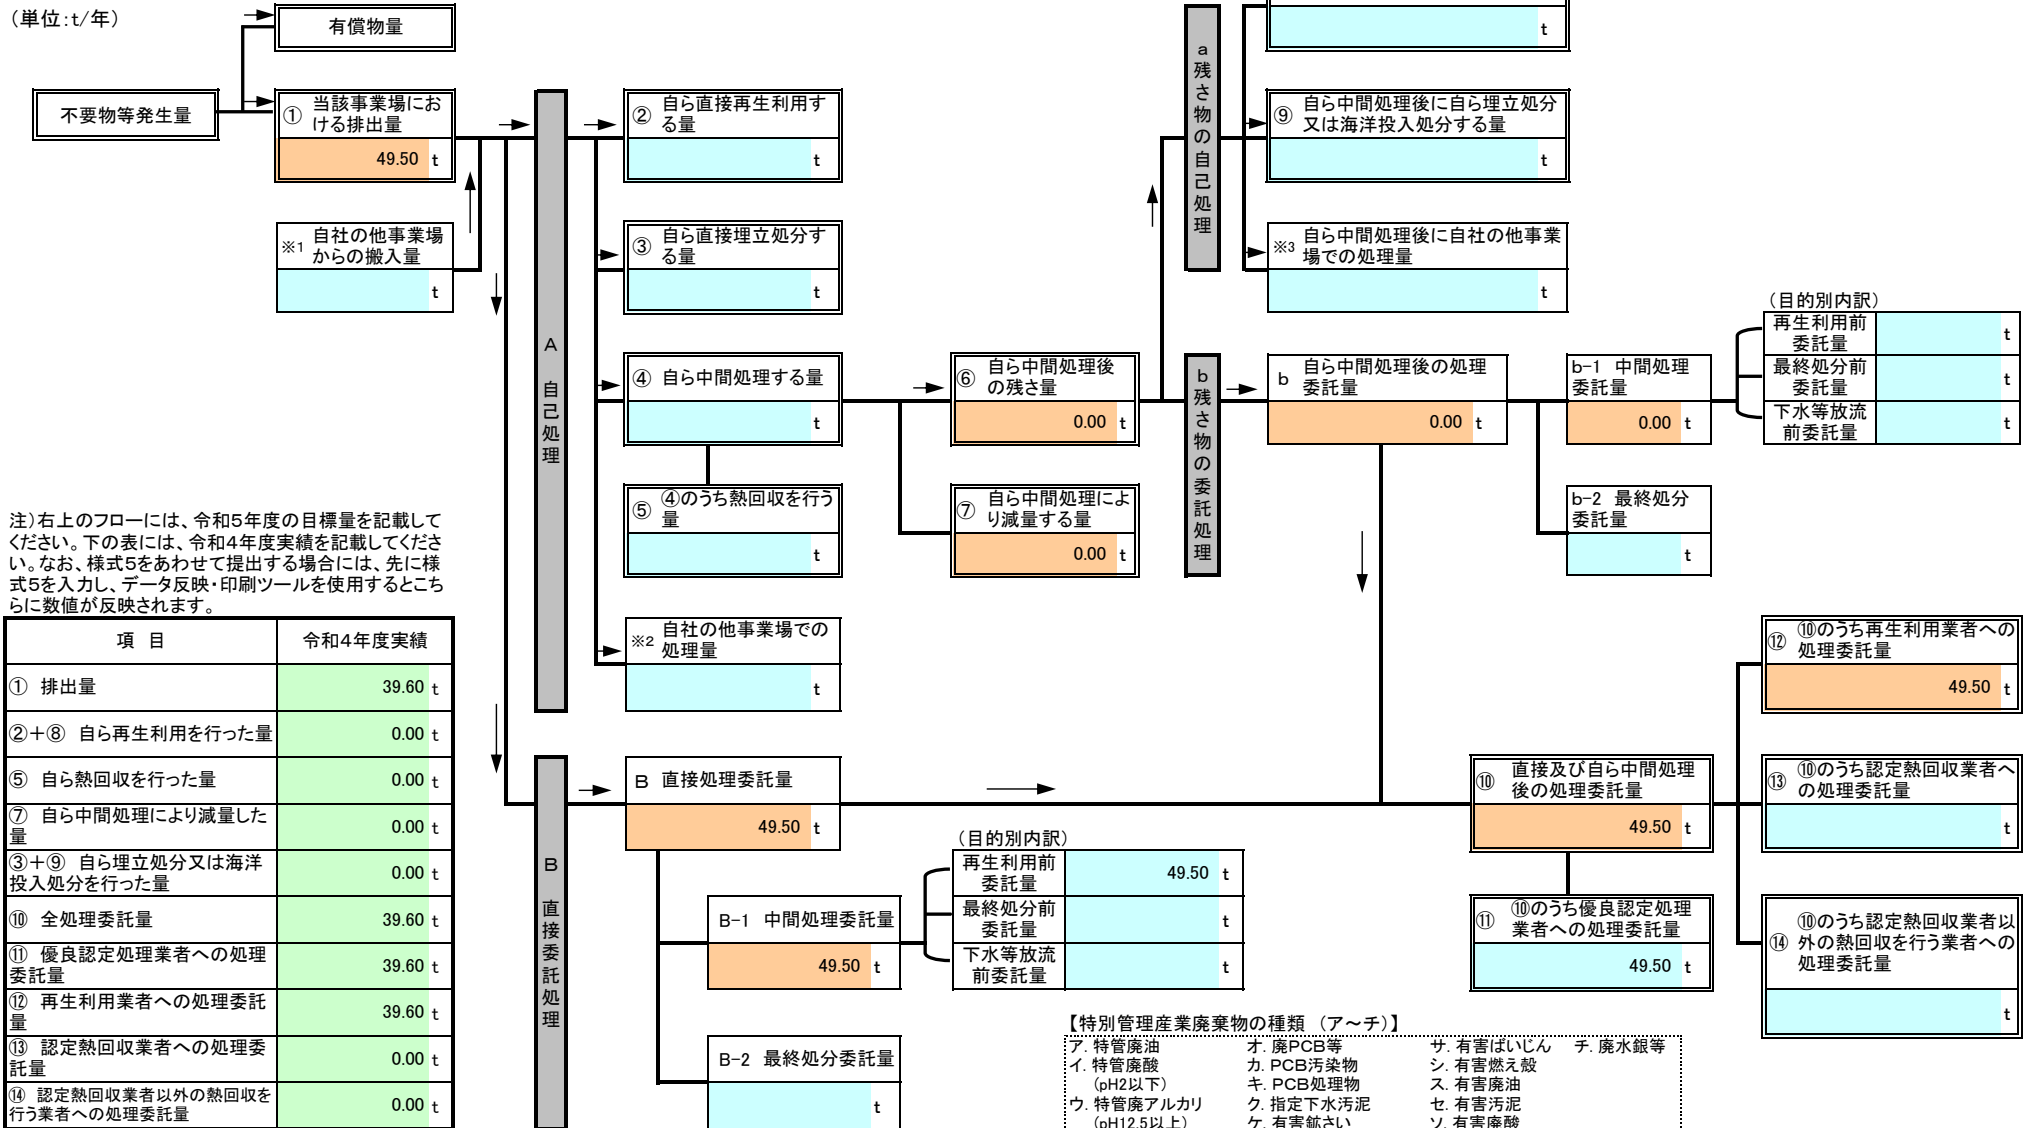 （単位：t/年）
有償物量
不要物等発生量
① 当該事業場にお
ける排出量
49.50 t
※1 自社の他事業場
からの搬入量
t
A 自己処理
② 自ら直接再生利用す
る量
t
③ 自ら直接埋立処分す
る量
t
④ 自ら中間処理する量
t
⑤ ④のうち熱回収を行う
量
t
※2 自社の他事業場での
処理量
t
⑥ 自ら中間処理後
の残さ量
0.00 t
⑦ 自ら中間処理によ
り減量する量
0.00 t
a 残さ物の自己処理
t
⑨ 自ら中間処理後に自ら埋立処分
又は海洋投入処分する量
t
※3 自ら中間処理後に自社の他事業
場での処理量
t
b 残さ物の委託処理
b 自ら中間処理後の処理
委託量
0.00 t
b-1 中間処理
委託量
0.00 t
b-2 最終処分
委託量
t
（目的別内訳）
再生利用前
委託量
t
最終処分前
委託量
t
下水等放流
前委託量
t
注）右上のフローには、令和5年度の目標量を記載して
ください。下の表には、令和4年度実績を記載してくださ
い。なお、様式5をあわせて提出する場合には、先に様
式5を入力し、データ反映・印刷ツールを使用するとこち
らに数値が反映されます。
項 目 令和4年度実績
① 排出量 39.60 t
②＋⑧ 自ら再生利用を行った量 0.00 t
⑤ 自ら熱回収を行った量 0.00 t
⑦ 自ら中間処理により減量した
量 0.00 t
③＋⑨ 自ら埋立処分又は海洋
投入処分を行った量 0.00 t
⑩ 全処理委託量 39.60 t
⑪ 優良認定処理業者への処理
委託量 39.60 t
⑫ 再生利用業者への処理委託
量 39.60 t
⑬ 認定熱回収業者への処理委
託量 0.00 t
⑭ 認定熱回収業者以外の熱回収を
行う業者への処理委託量 0.00 t
B 直接委託処理
B 直接処理委託量
49.50 t
B-1 中間処理委託量
49.50 t
B-2 最終処分委託量
t
（目的別内訳）
再生利用前
委託量
49.50 t
最終処分前
委託量
t
下水等放流
前委託量
t
⑩ 直接及び自ら中間処理
後の処理委託量
49.50 t
⑪ ⑩のうち優良認定処理
業者への処理委託量
49.50 t
⑫ ⑩のうち再生利用業者への
処理委託量
49.50 t
⑬ ⑩のうち認定熱回収業者へ
の処理委託量
t
⑭ ⑩のうち認定熱回収業者以
外の熱回収を行う業者への
処理委託量
t
【特別管理産業廃棄物の種類 （ア～チ）】
ア. 特管廃油 オ. 廃PCB等 サ. 有害ばいじん チ. 廃水銀等
イ. 特管廃酸 カ. PCB汚染物 シ. 有害燃え殻
（pH2以下） キ. PCB処理物 ス. 有害廃油
ウ. 特管廃アルカリ ク. 指定下水汚泥 セ. 有害汚泥
（pH12.5以上） ケ. 有害鉱さい ソ. 有害廃酸